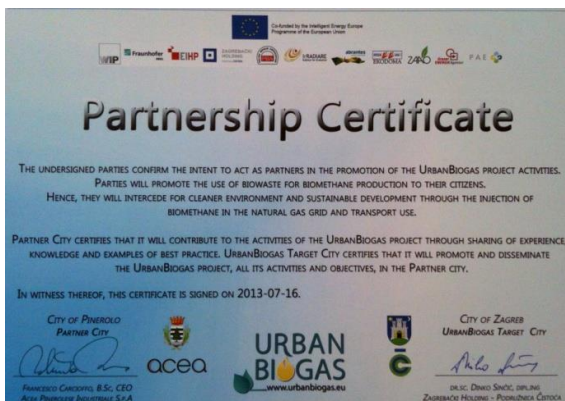 Co-funded by the Intelligent Energy Europe
Programme of the European Union
WIP
Fraunhofer
EIHP
ZAGREBAČKI
HOLDING
IrRADIARE
abrantes
EKODOMA
ZAAO
PAE
Partnership Certificate
THE UNDERSIGNED PARTIES CONFIRM THE INTENT TO ACT AS PARTNERS IN THE PROMOTION OF THE URBANBIOGAS PROJECT ACTIVITIES.
PARTIES WILL PROMOTE THE USE OF BIOWASTE FOR BIOMETHANE PRODUCTION TO THEIR CITIZENS.
HENCE, THEY WILL INTERCEDE FOR CLEANER ENVIRONMENT AND SUSTAINABLE DEVELOPMENT THROUGH THE INJECTION OF
BIOMETHANE IN THE NATURAL GAS GRID AND TRANSPORT USE.
PARTNER CITY CERTIFIES THAT IT WILL CONTRIBUTE TO THE ACTIVITIES OF THE URBANBIOGAS PROJECT THROUGH SHARING OF EXPERIENCE
KNOWLEDGE AND EXAMPLES OF BEST PRACTICE. URBANBIOGAS TARGET CITY CERTIFIES THAT IT WILL PROMOTE AND DISSEMINATE
THE URBANBIOGAS PROJECT, ALL ITS ACTIVITIES AND OBJECTIVES, IN THE PARTNER CITY.
IN WITNESS THEREOF, THIS CERTIFICATE IS SIGNED ON 2013-07-16.
CITY OF PINEROLO
PARTNER CITY
acea
URBAN
BIOGAS
www.urbanbiogas.eu
CITY OF ZAGREB
URBANBIOGAS TARGET CITY
FRANCESCO CARCIOFFO, B.SC, CEO
ACEA PINEROLESE INDUSTRIALE S.P.A
DR.SC. DINKO SINČIĆ, DIPL.ING
ZAGREBAČKI HOLDING – PODRUŽNICA ČISTOĆA